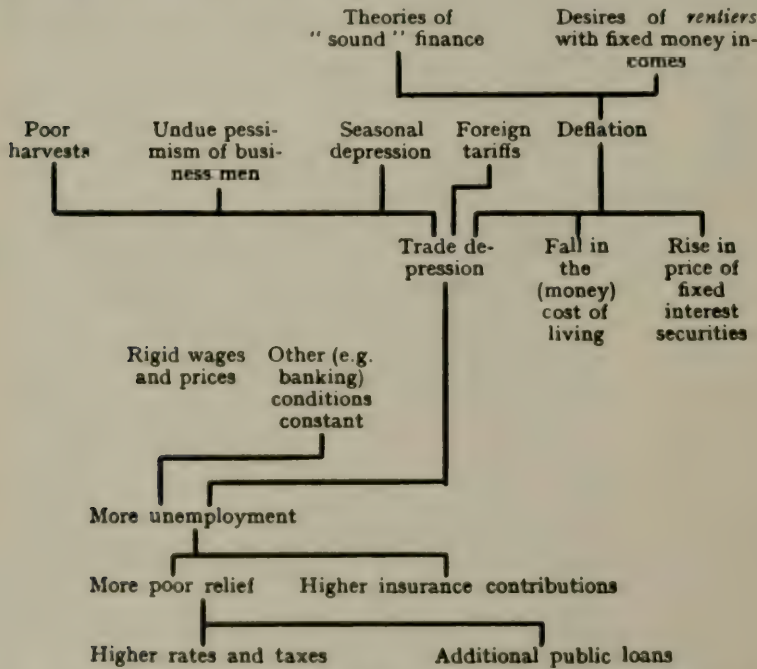 Theories of
“ sound ” finance
Desires of rentiers
with fixed money in-
comes
Poor
harvests
Undue pessi-
mism of busi-
ness men
Seasonal
depression
Foreign
tariffs
Deflation
Trade de-
pression
Fall in
the
(money)
cost of
living
Rise in
price of
fixed
interest
securities
Rigid wages
and prices
Other (e.g.
banking)
conditions
constant
More unemployment
More poor relief
Higher insurance contributions
Higher rates and taxes
Additional public loans